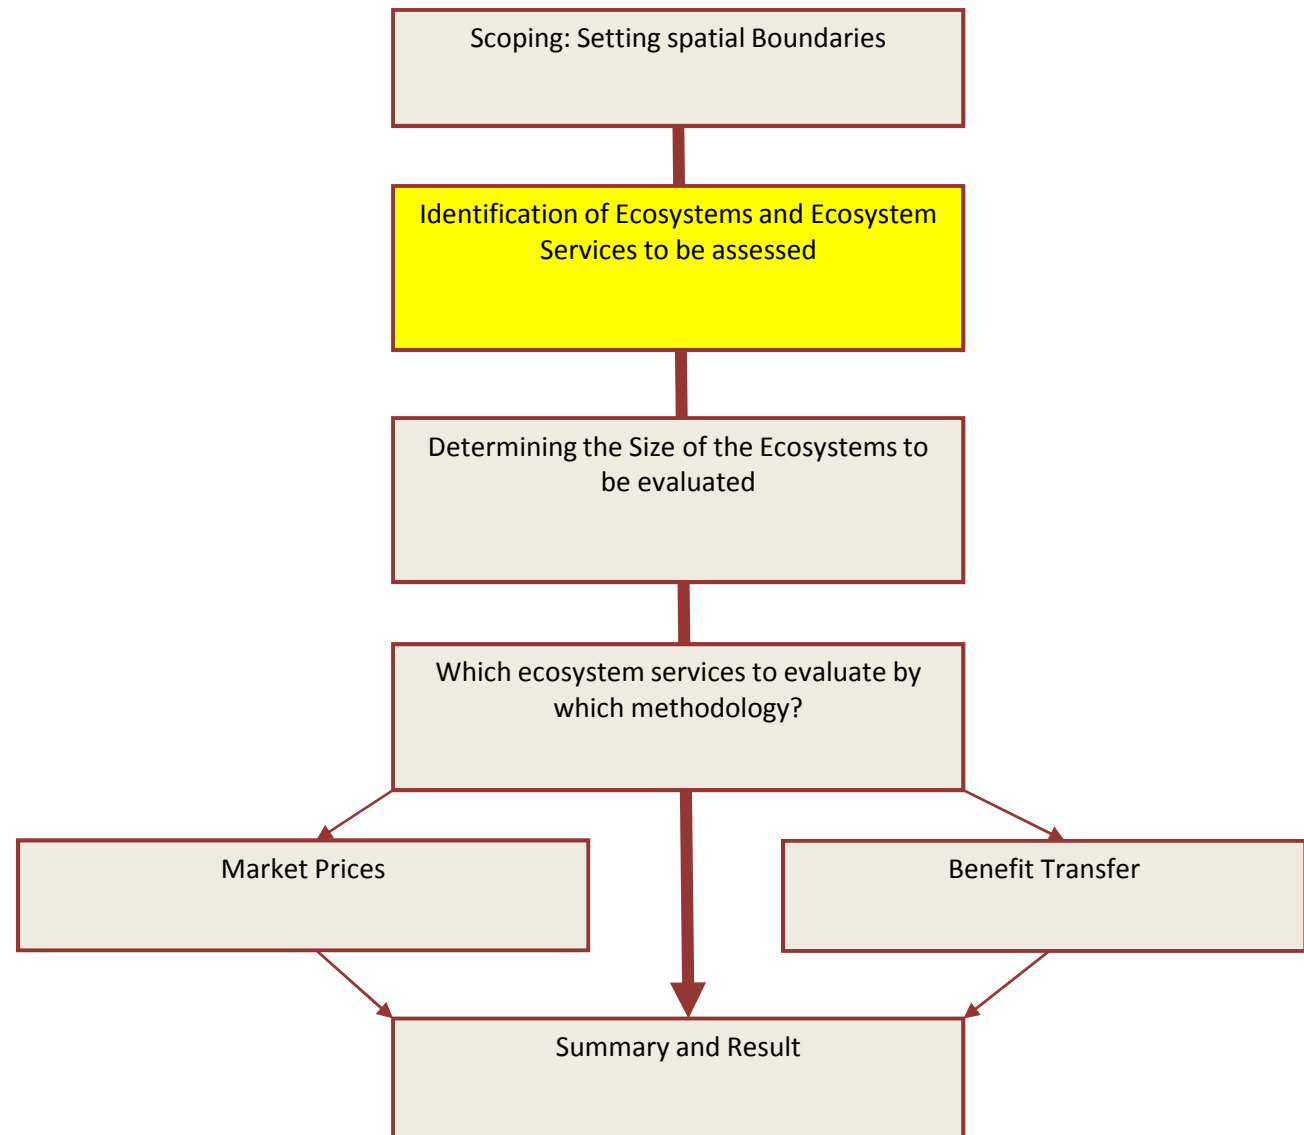 Scoping: Setting spatial Boundaries
Identification of Ecosystems and Ecosystem
Services to be assessed
Determining the Size of the Ecosystems to
be evaluated
Which ecosystem services to evaluate by
which methodology?
Market Prices
Benefit Transfer
Summary and Result